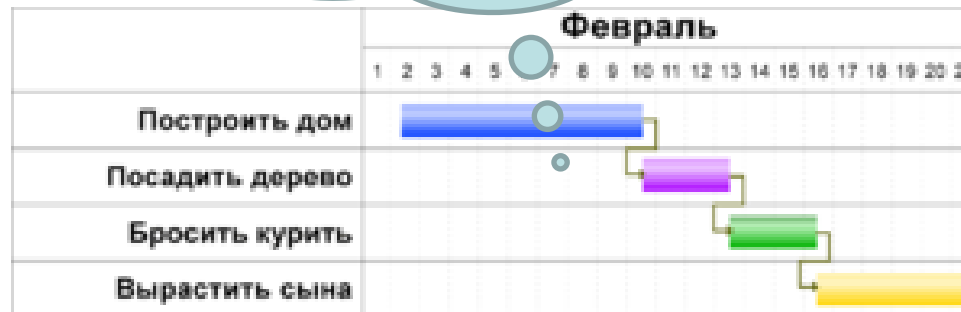 Февраль
1 2 3 4 5 7 8 9 10 11 12 13 14 15 16 17 18 19 20
Построить дом
Посадить дерево
Бросить курить
Вырастить сына